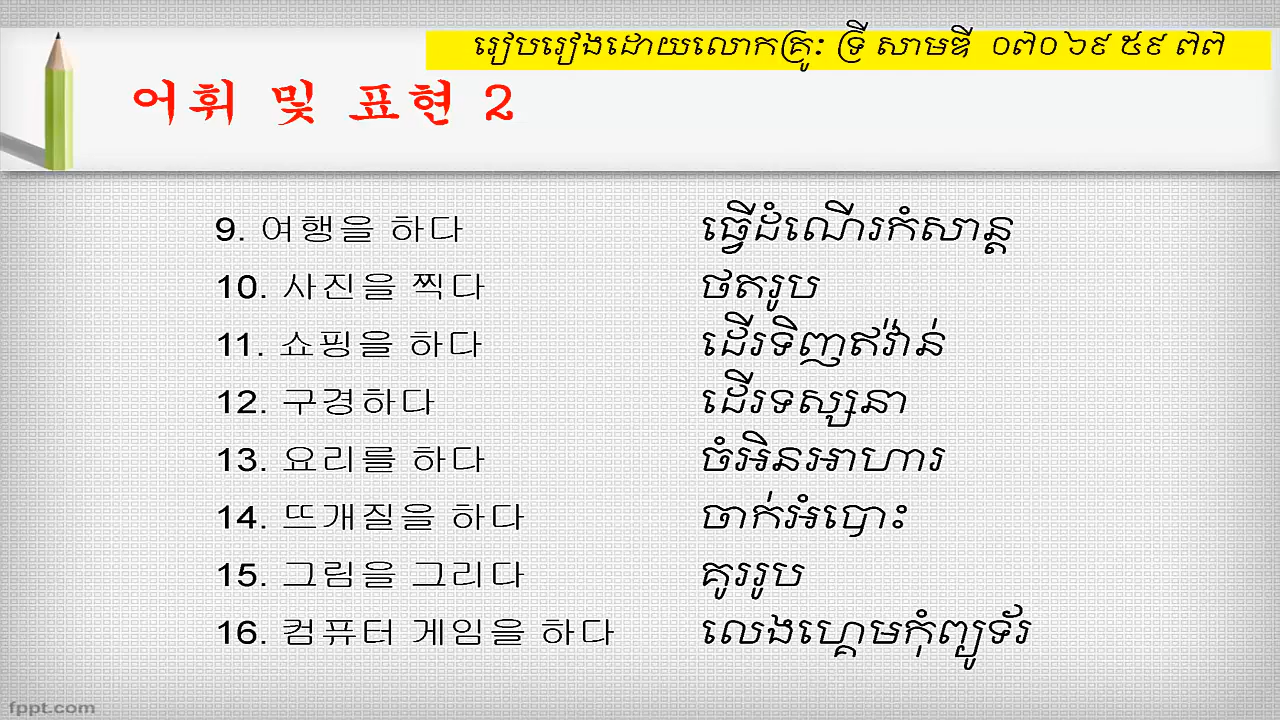 រៀបរៀងដោយលោកគ្រូៈ ទ្រី សាមឌី ០៧០ ៦៩ ៥៩ ៧៧
어휘 및 표현 2
9. 여행을 하다 ធ្វើដំណើរកំសាន្ត
10. 사진을 찍다 ថតរូប
11. 쇼핑을 하다 ដើរទិញឥវ៉ាន់
12. 구경하다 ដើរទស្សនា
13. 요리를 하다 ចំអិនអាហារ
14. 뜨개질을 하다 ចាក់អំបោះ
15. 그림을 그리다 គូររូប
16. 컴퓨터 게임을 하다 លេងហ្គេមកុំព្យូទ័រ
fppt.com